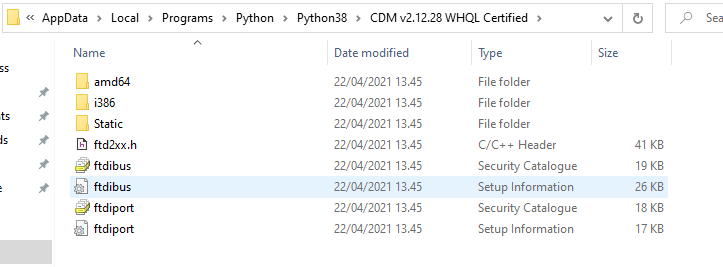 « AppData > Local > Programs > Python > Python38 > CDM v2.12.28 WHQL Certified > Sea
Name Date modified Type Size
amd64 22/04/2021 13.45 File folder
i386 22/04/2021 13.45 File folder
Static 22/04/2021 13.45 File folder
ftd2xx.h 22/04/2021 13.45 C/C++ Header 41 KB
ftdibus 22/04/2021 13.45 Security Catalogue 19 KB
ftdibus 22/04/2021 13.45 Setup Information 26 KB
ftdiport 22/04/2021 13.45 Security Catalogue 18 KB
ftdiport 22/04/2021 13.45 Setup Information 17 KB
ss
nts
ds
e